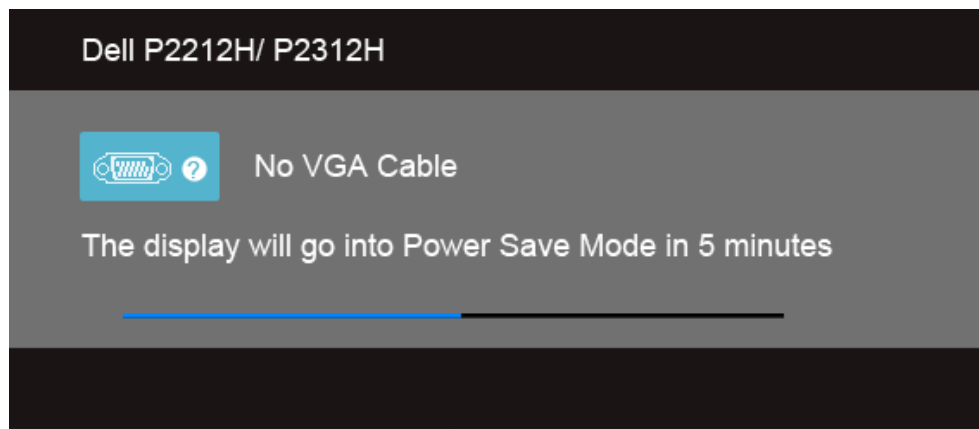 Dell P2212H/ P2312H
No VGA Cable
The display will go into Power Save Mode in 5 minutes